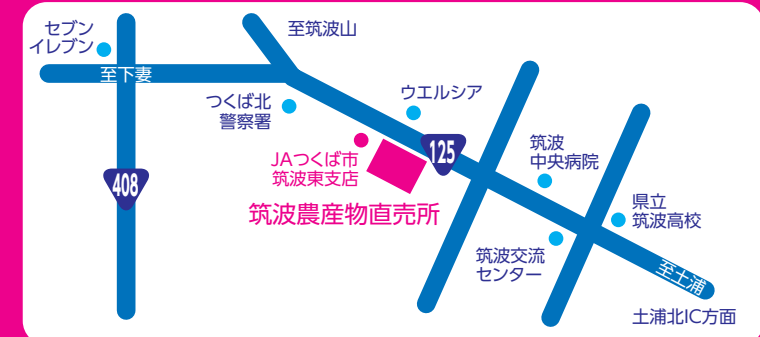 セブン
イレブン
至筑波山
至下妻
つくば北
警察署
ウエルシア
125
筑波
中央病院
JAつくば市
筑波東支店
408
筑波農産物直売所
県立
筑波高校
筑波交流
センター
至土浦
土浦北IC方面